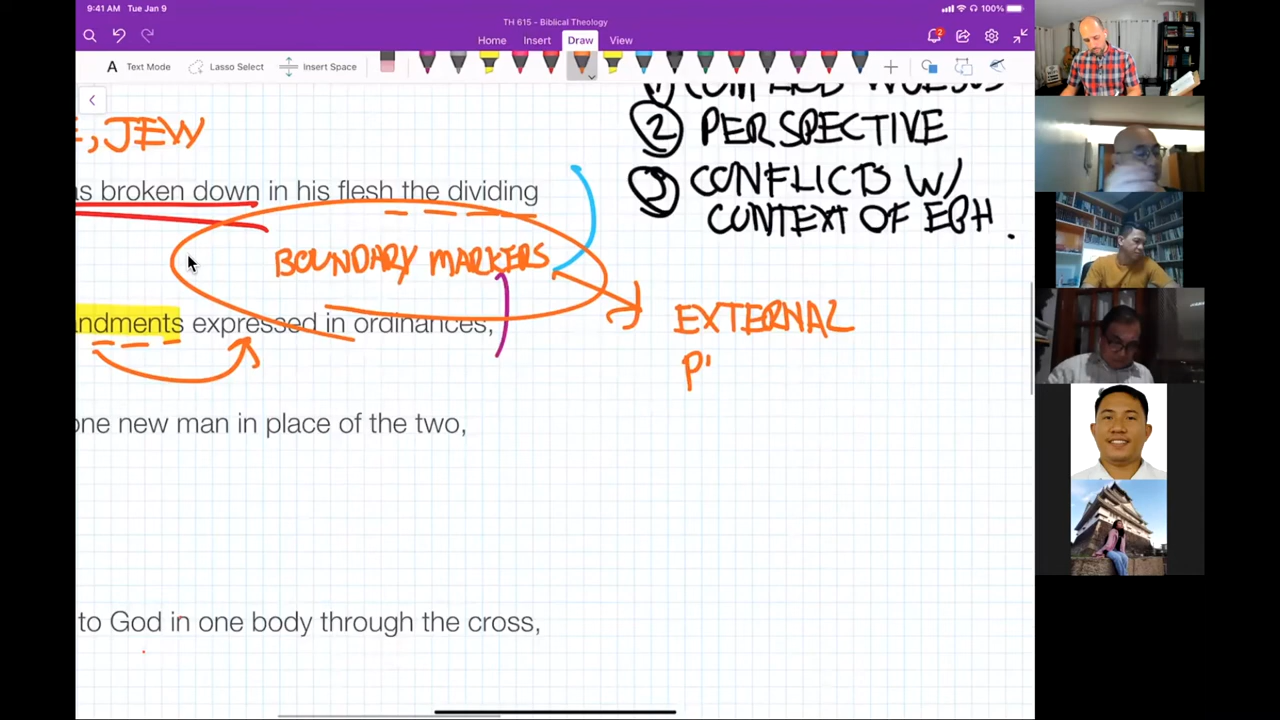 9:41 AM Tue Jan 9
100%
TH 615 - Biblical Theology
Home Insert Draw View
2
Text Mode Lasso Select Insert Space
, JEW
as broken down in his flesh the dividing
BOUNDARY MARKERS
andments expressed in ordinances,
one new man in place of the two,
to God in one body through the cross,
② PERSPECTIVE
③ CONFLICTS W/
CONTEXT OF EPH.
EXTERNAL
P